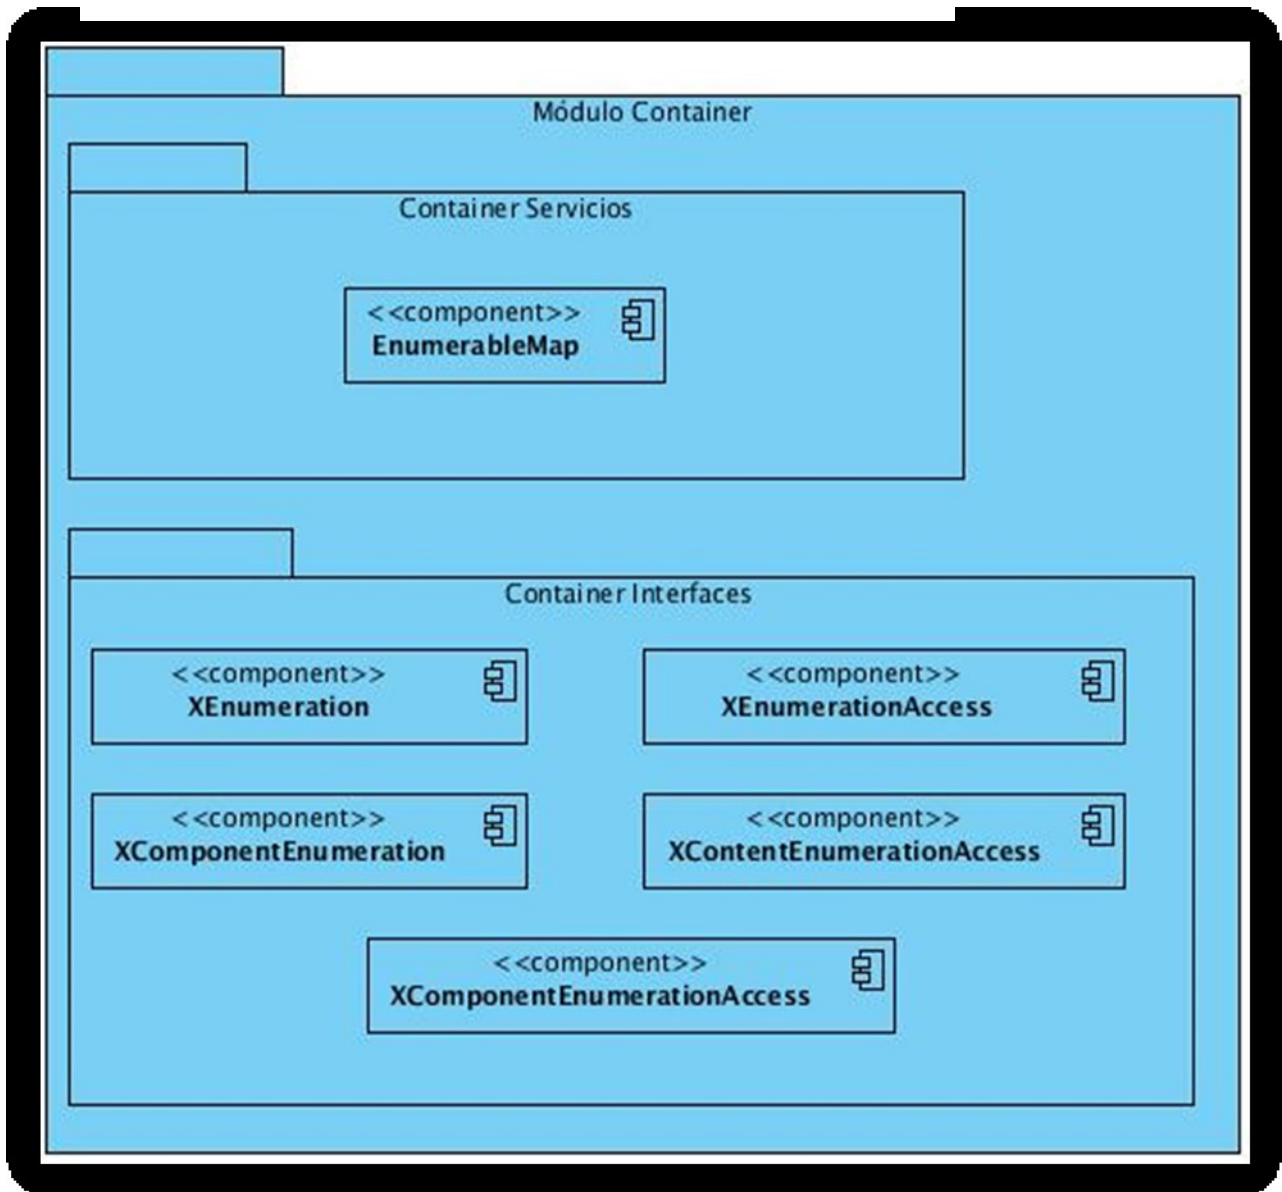 Módulo Container
Container Servicios
<<component>>
EnumerableMap
Container Interfaces
<<component>>
XEnumeration
<<component>>
XEnumerationAccess
<<component>>
XComponentEnumeration
<<component>>
XContentEnumerationAccess
<<component>>
XComponentEnumerationAccess